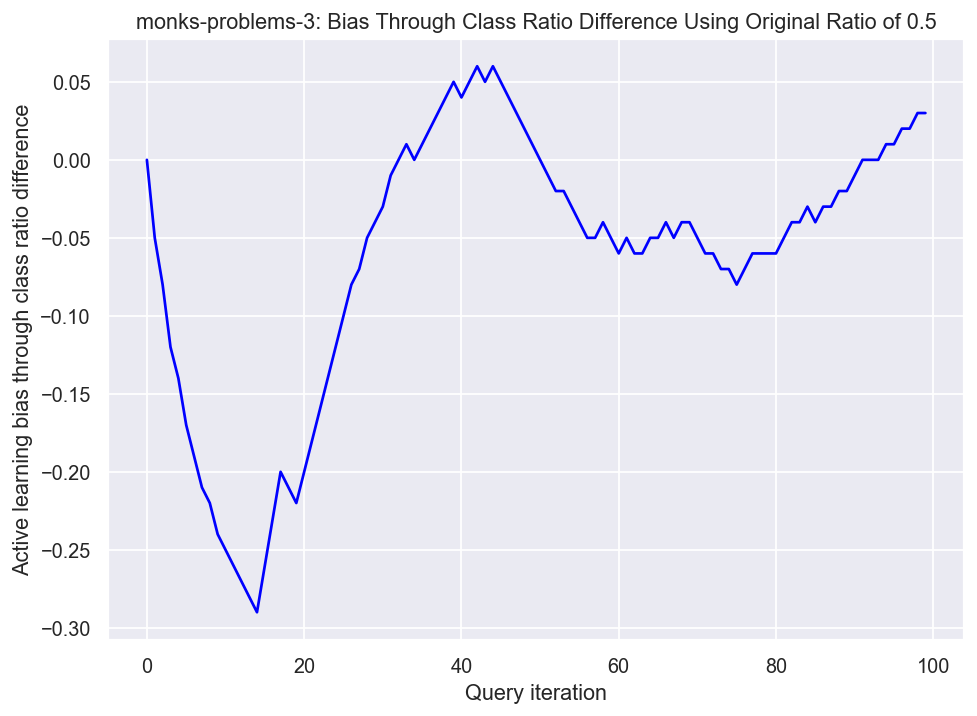 monks-problems-3: Bias Through Class Ratio Difference Using Original Ratio of 0.5
Active learning bias through class ratio difference
0.05
0.00
−0.05
−0.10
−0.15
−0.20
−0.25
−0.30
0 20 40 60 80 100
Query iteration